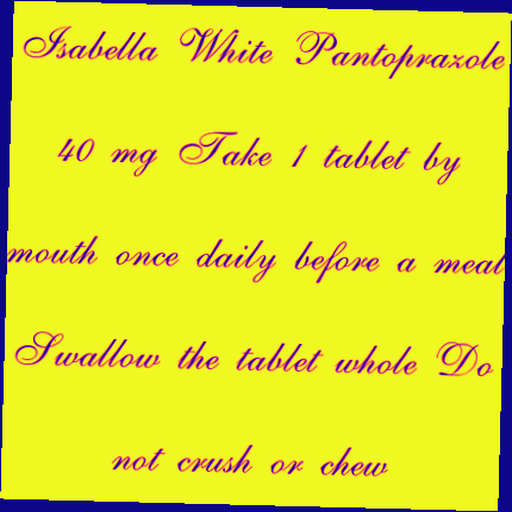 Isabella White Pantoprazole
40 mg Take 1 tablet by
mouth once daily before a meal
Swallow the tablet whole Do
not crush or chew